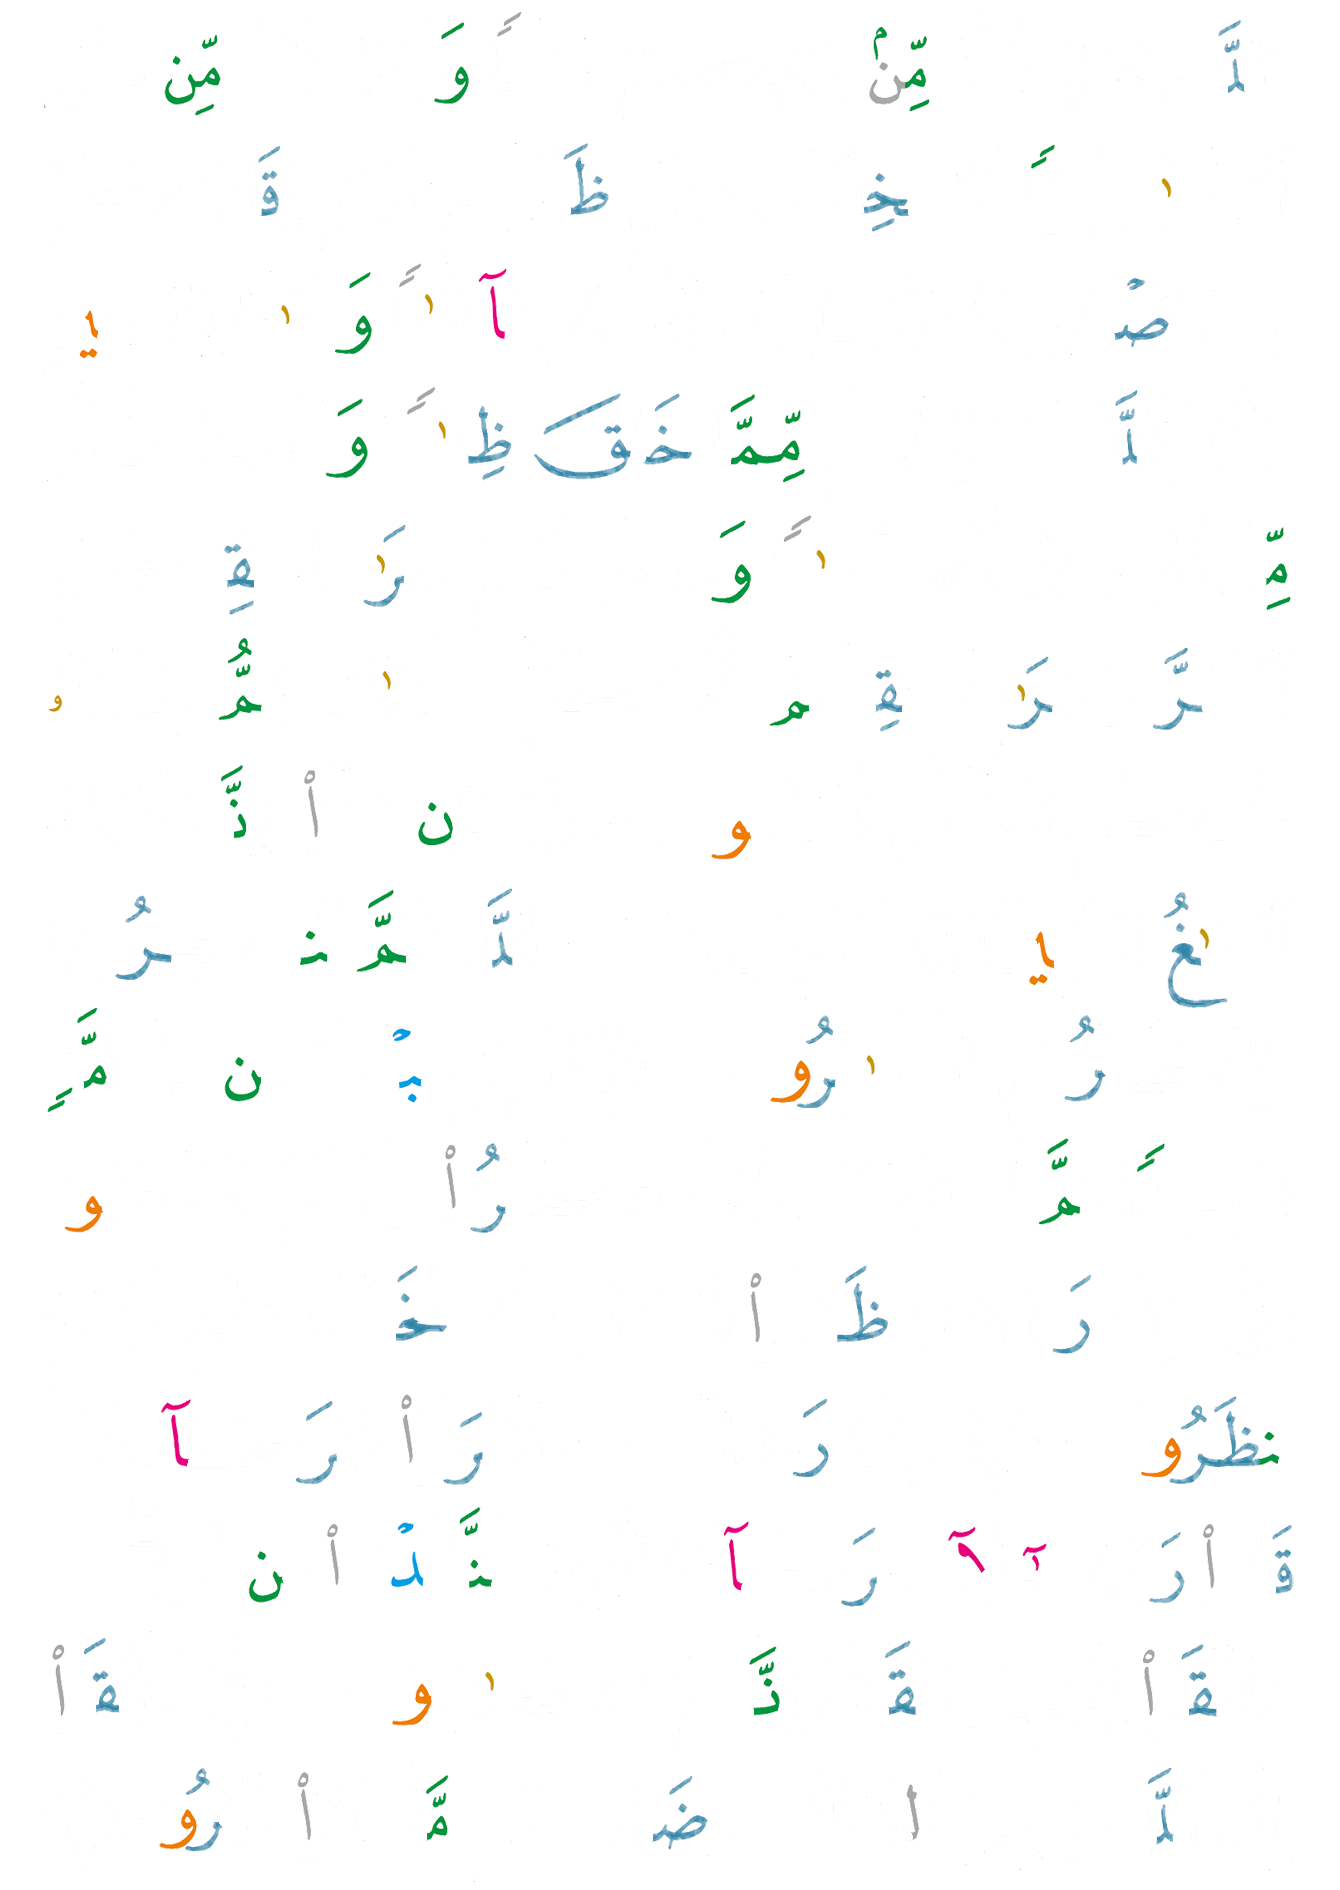 لَّ مِّنۢ ً وَ مِّن
ٰ ً خِ ظَ قَ
صْ آ ٰ ً وَ ٰ ـِٕ
لَّ مِّمَّ خَ قَ ظِ ٰ ً وَ
مِّ ٰ ً وَ رَٰ قِ
رَّ رَٰ قِ م ٰ مُّ ۥ
و ن اْ ذَّ
ٰغُ ـِٕ لَّ مَّ ن رُ
رُ ٰ رُو بْ ن مَّ ٍ
ً مَّ رُ اْ و
رَ ظَ اْ خَ
نظَرُو رَ رَ اْ رَ آ
قَ اْ رَ ٓ ٓ رَ آ نَّ دْ اْ ن
قَ اْ قَ ذَّ ٰ و قَ اْ
لَّ ا ضَ مَّ اْ رُو